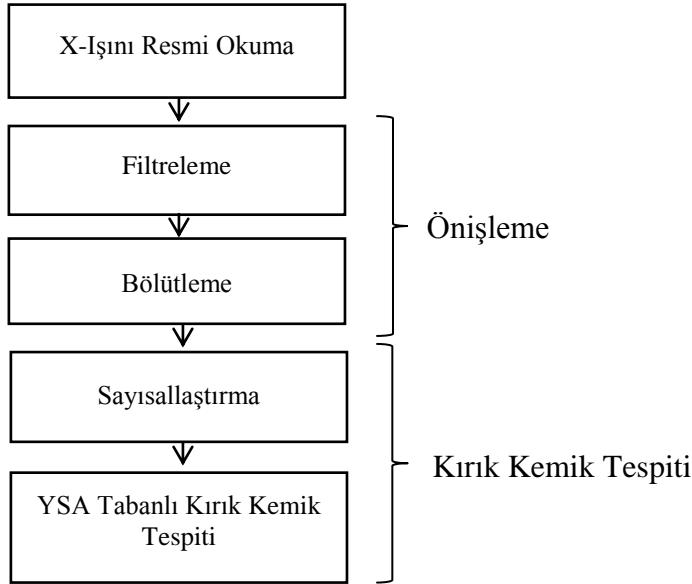 X-Işını Resmi Okuma
Filtreleme
Önişleme
Bölütleme
Sayısallaştırma
Kırık Kemik Tespiti
YSA Tabanlı Kırık Kemik
Tespiti